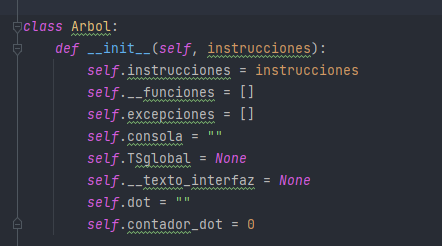 class Arbol:
    def __init__(self, instrucciones):
        self.instrucciones = instrucciones
        self.__funciones = []
        self.excepciones = []
        self.consola = ""
        self.TSglobal = None
        self.__texto_interfaz = None
        self.dot = ""
        self.contador_dot = 0